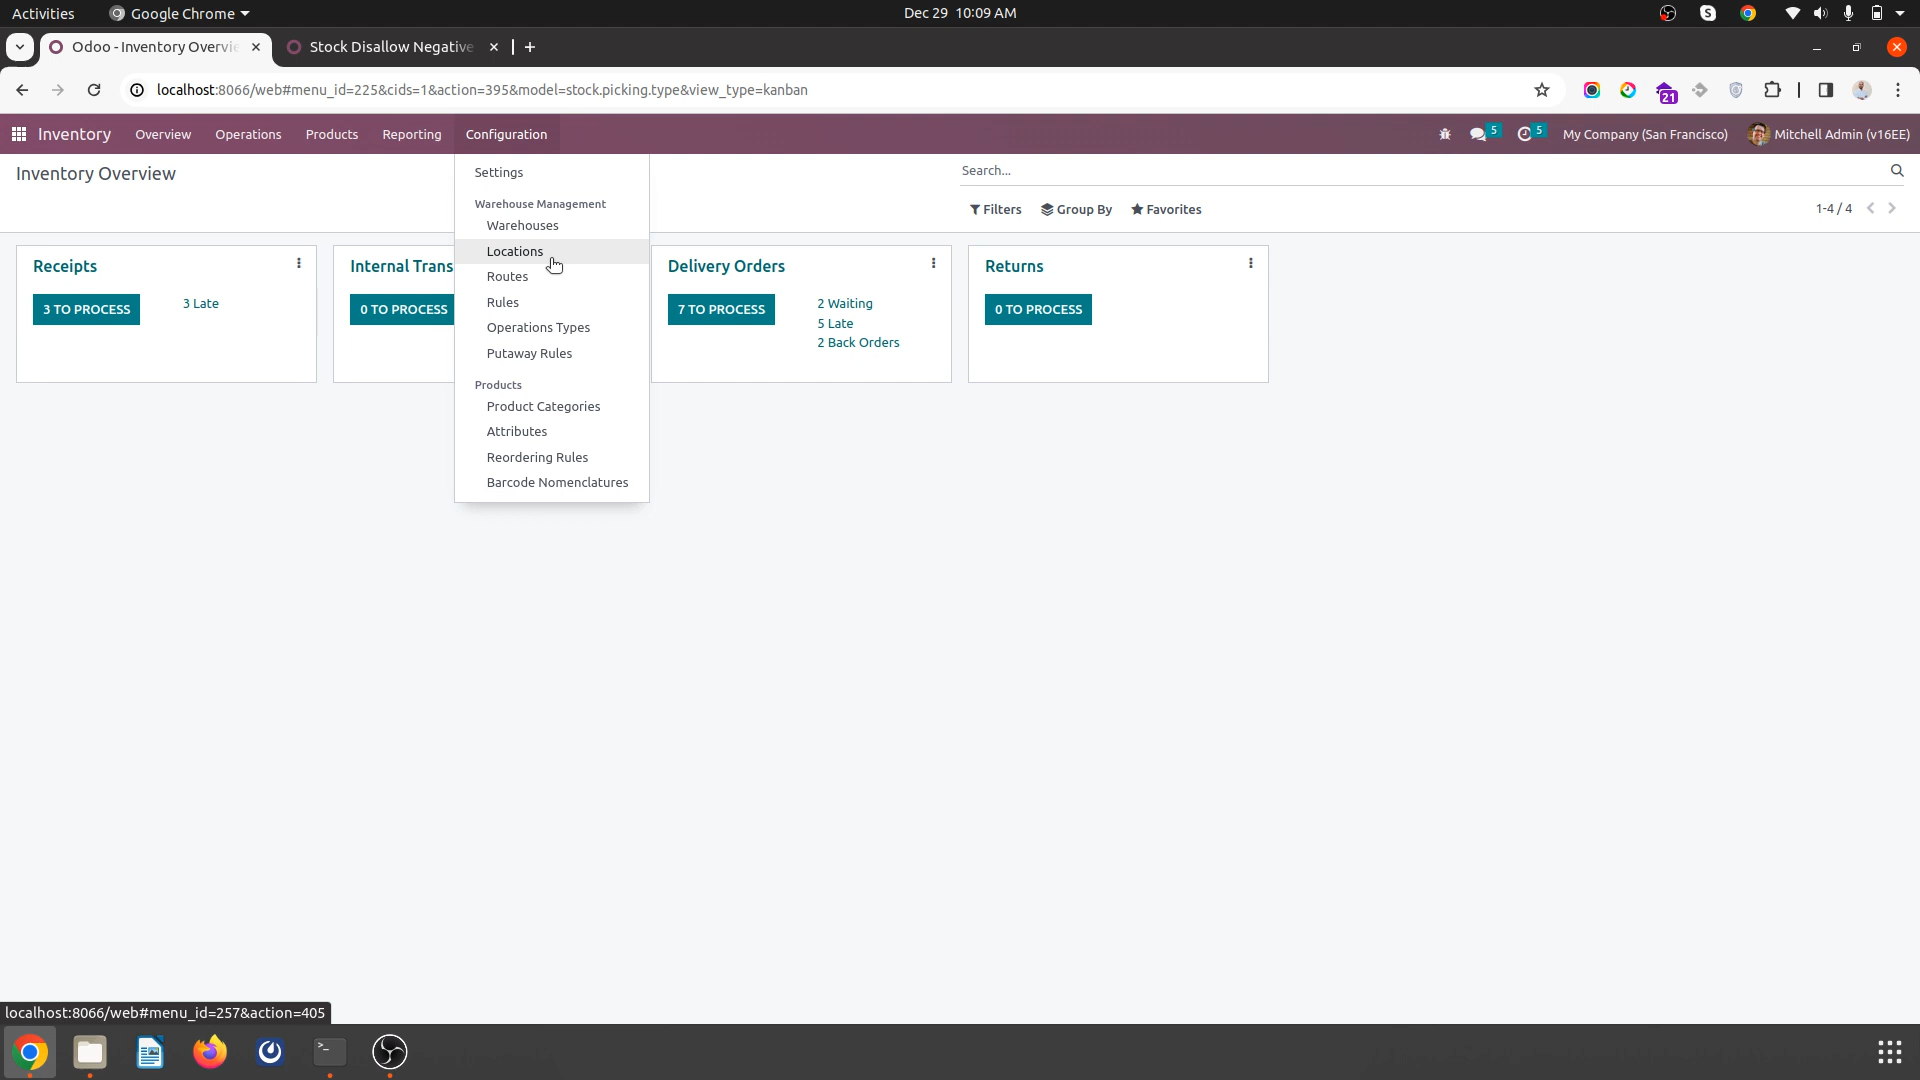 Activities
Google Chrome
Dec 29 10:09 AM
Odoo - Inventory Overvie
Stock Disallow Negative
localhost:8066/web#menu_id=225&cids=1&action=395&model=stock.picking.type&view_type=kanban
21
Inventory
Overview
Operations
Products
Reporting
Configuration
5
5
My Company (San Francisco)
Mitchell Admin (v16EE)
Inventory Overview
Search...
Filters
Group By
Favorites
1-4 / 4
Settings
Warehouse Management
Warehouses
Locations
Routes
Rules
Operations Types
Putaway Rules
Products
Product Categories
Attributes
Reordering Rules
Barcode Nomenclatures
Receipts
3 TO PROCESS
3 Late
Internal Trans
0 TO PROCESS
Delivery Orders
7 TO PROCESS
2 Waiting
5 Late
2 Back Orders
Returns
0 TO PROCESS
localhost:8066/web#menu_id=257&action=405